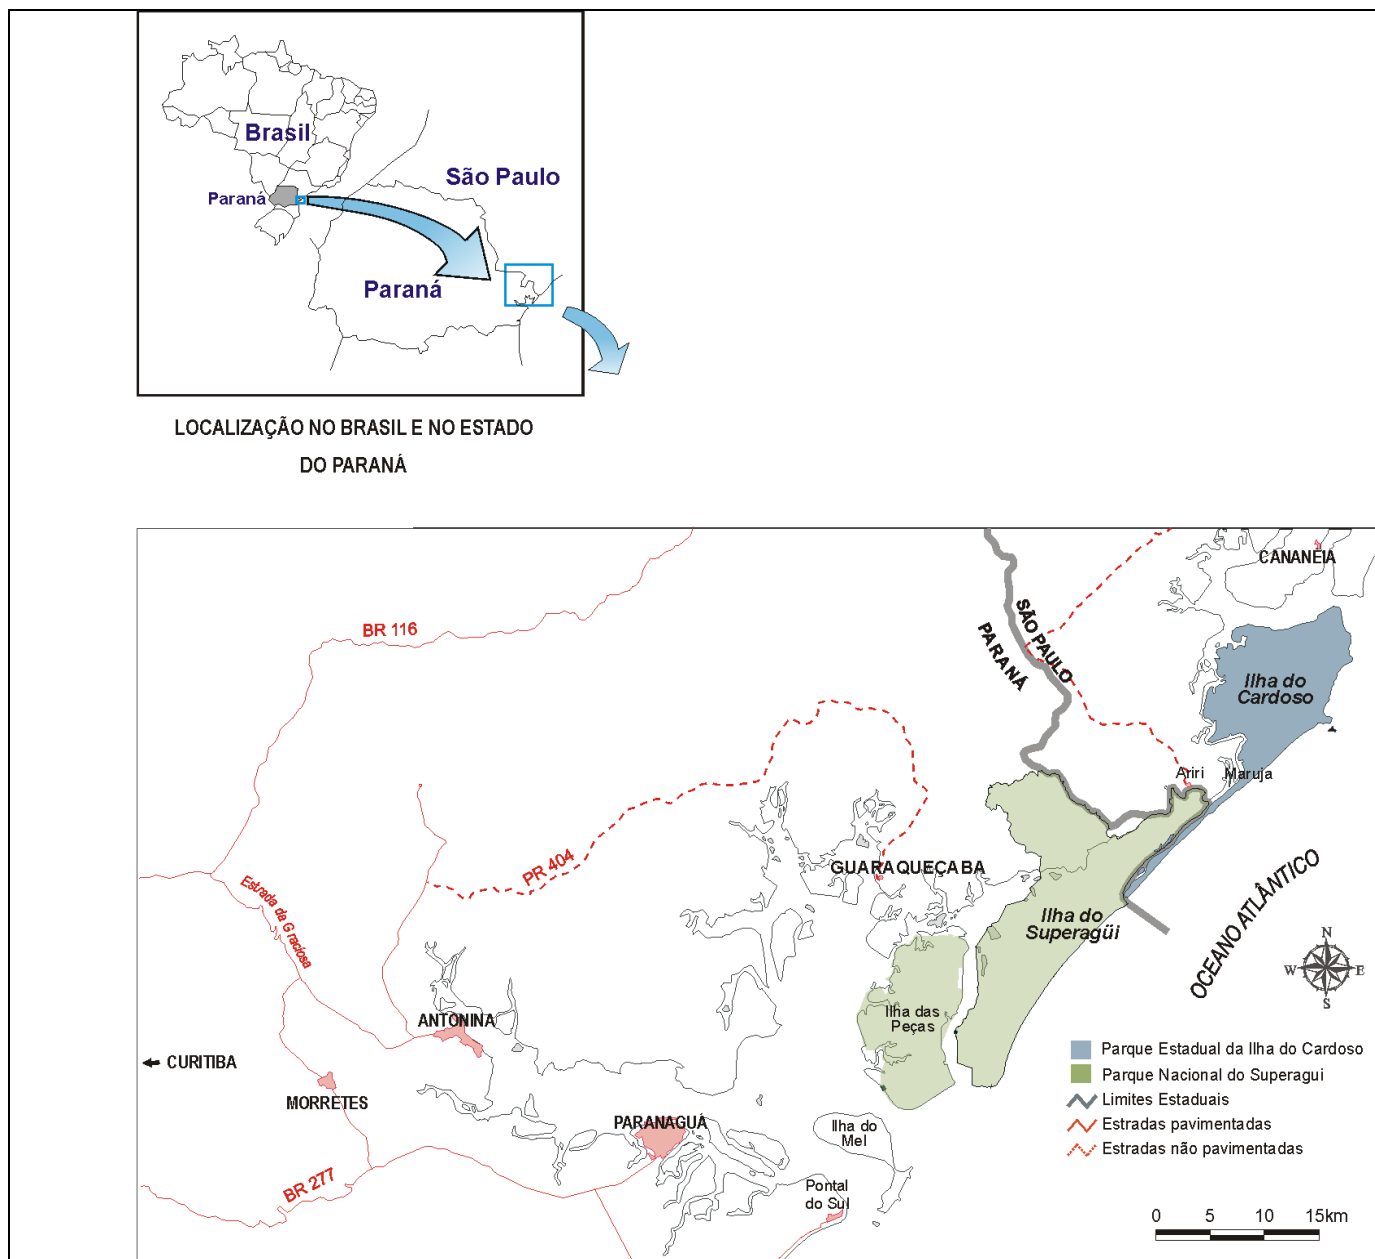 Brasil
São Paulo
Paraná
Paraná
LOCALIZAÇÃO NO BRASIL E NO ESTADO
DO PARANÁ
CANANEIA
BR 116
SÃO PAULO
PARANÁ
Ilha do
Cardoso
Ariri
Maruja
PR 404
GUARAQUEÇABA
Estrada da Graciosa
Ilha do
Superagüi
OCEANO ATLÂNTICO
N
W
E
S
Ilha das
Peças
ANTONINA
CURITIBA
MORRETES
PARANAGUÁ
Ilha do
Mel
BR 277
Pontal
do Sul
Parque Estadual da Ilha do Cardoso
Parque Nacional do Superagui
Limites Estaduais
Estradas pavimentadas
Estradas não pavimentadas
0 5 10 15km